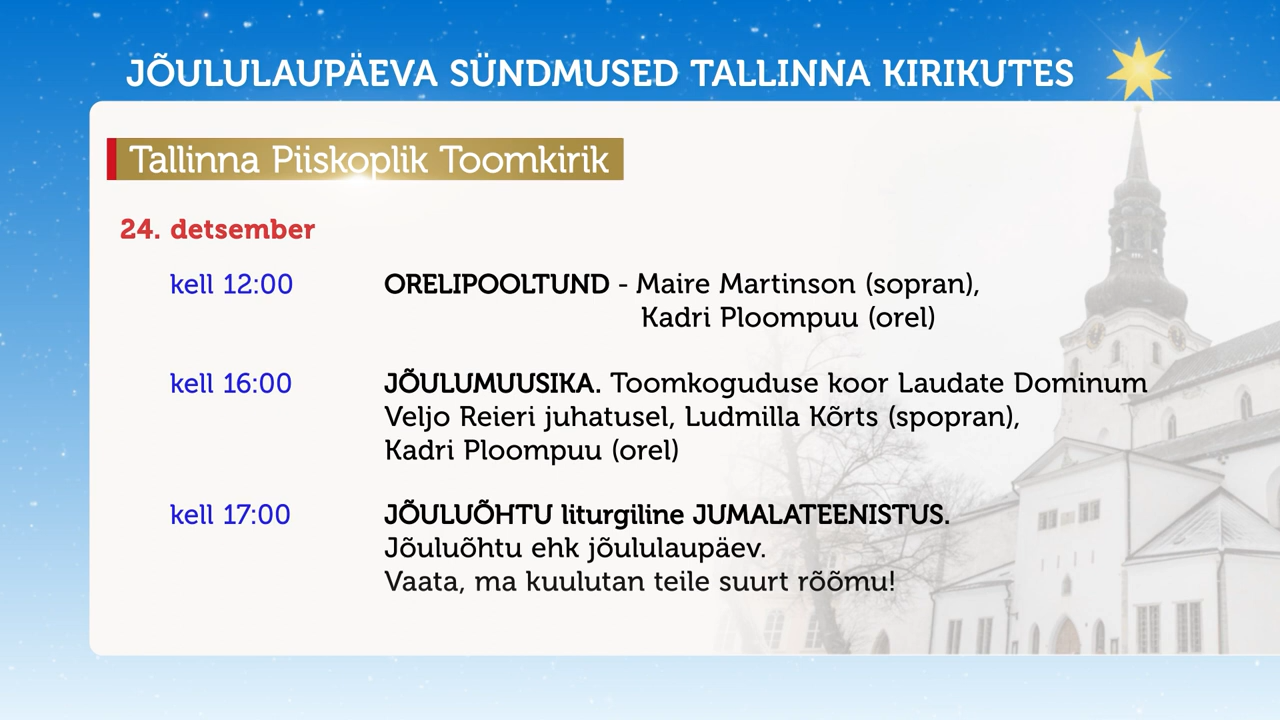 JÕULULAUPÄEVA SÜNDMUSED TALLINNA KIRIKUTES
Tallinna Piiskoplik Toomkirik
24. detsember
kell 12:00 ORELIPOOLTUND - Maire Martinson (sopran),
Kadri Ploompuu (orel)
kell 16:00 JÕULUMUUSIKA. Toomkoguduse koor Laudate Dominum
Veljo Reieri juhatusel, Ludmilla Kõrts (spopran),
Kadri Ploompuu (orel)
kell 17:00 JÕULUÕHTU liturgiline JUMALATEENISTUS.
Jõuluõhtu ehk jõululaupäev.
Vaata, ma kuulutan teile suurt rõõmu!